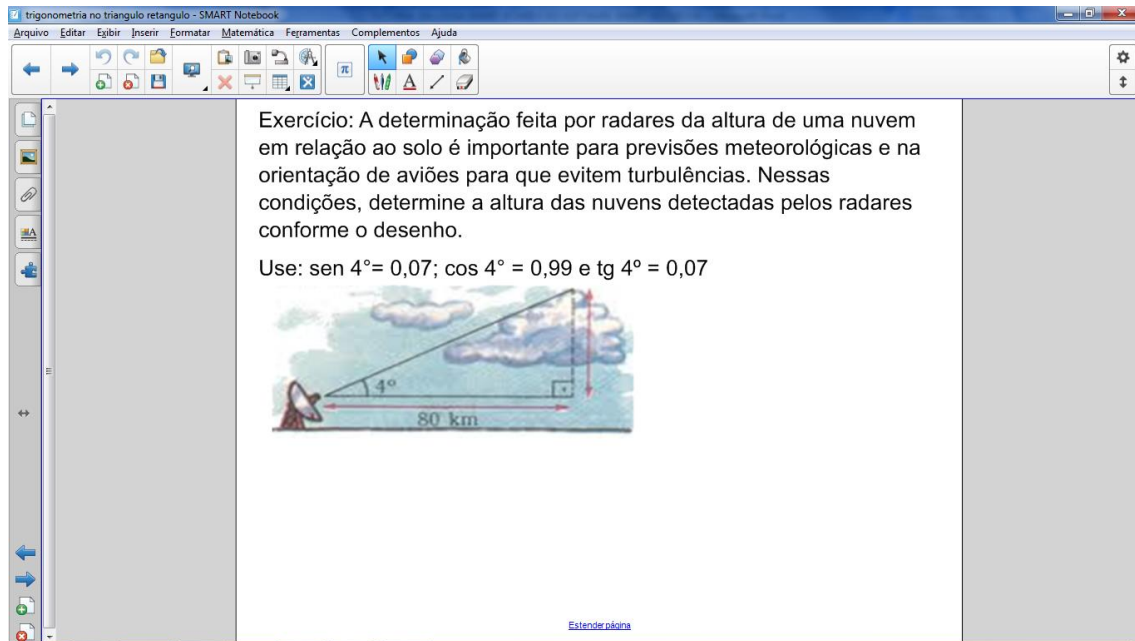 trigonometria no triangulo retangulo - SMART Notebook
Arquivo Editar Exibir Inserir Formatar Matemática Ferramentas Complementos Ajuda
π
A
Exercício: A determinação feita por radares da altura de uma nuvem
em relação ao solo é importante para previsões meteorológicas e na
orientação de aviões para que evitem turbulências. Nessas
condições, determine a altura das nuvens detectadas pelos radares
conforme o desenho.
Use: sen 4°= 0,07; cos 4° = 0,99 e tg 4º = 0,07
4º
80 km
Estender página